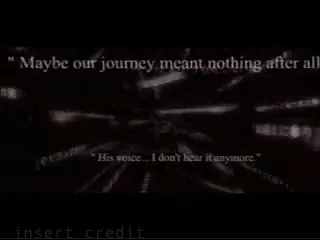 " Maybe our journey meant nothing after all
" His voice... I don't hear it anymore."
insert credit